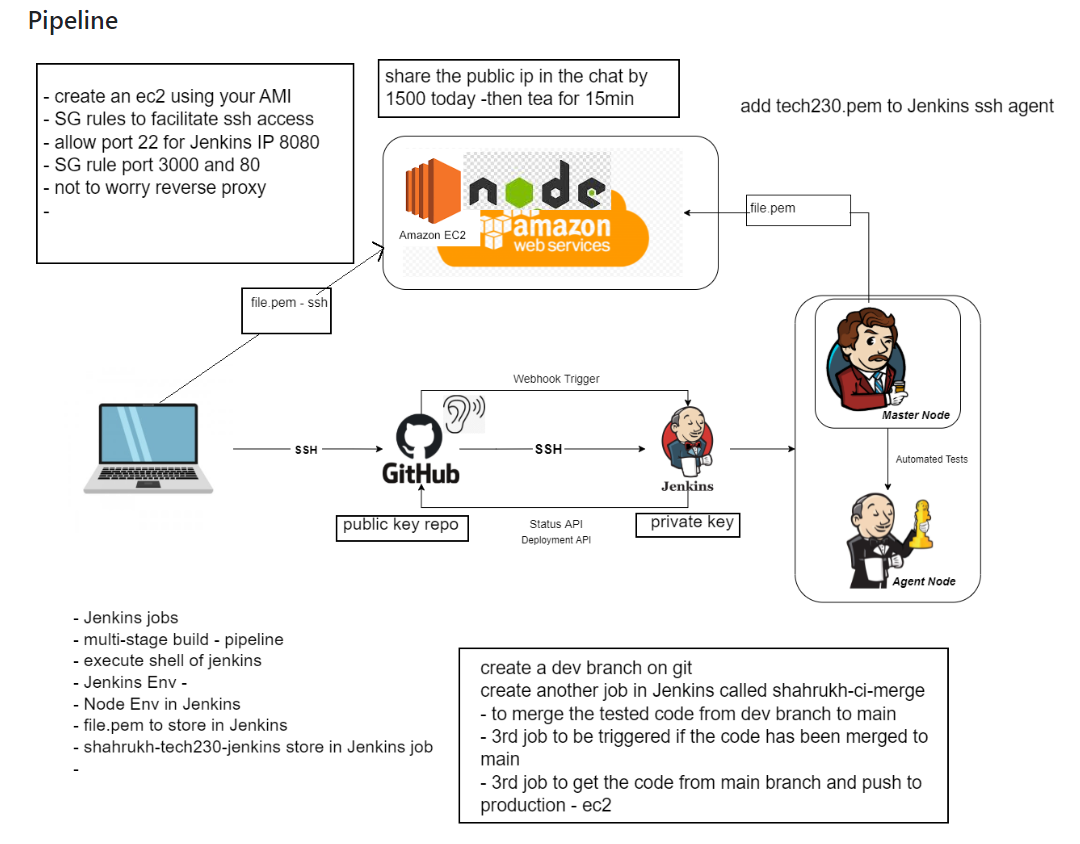 Pipeline
- create an ec2 using your AMI
- SG rules to facilitate ssh access
- allow port 22 for Jenkins IP 8080
- SG rule port 3000 and 80
- not to worry reverse proxy
-
share the public ip in the chat by
1500 today -then tea for 15min
add tech230.pem to Jenkins ssh agent
node
Amazon EC2
amazon
web services
file.pem
file.pem - ssh
Webhook Trigger
Master Node
SSH
GitHub
SSH
Jenkins
Automated Tests
public key repo
Status API
Deployment API
private key
Agent Node
- Jenkins jobs
- multi-stage build - pipeline
- execute shell of jenkins
- Jenkins Env -
- Node Env in Jenkins
- file.pem to store in Jenkins
- shahrukh-tech230-jenkins store in Jenkins job
-
create a dev branch on git
create another job in Jenkins called shahrukh-ci-merge
- to merge the tested code from dev branch to main
- 3rd job to be triggered if the code has been merged to
main
- 3rd job to get the code from main branch and push to
production - ec2